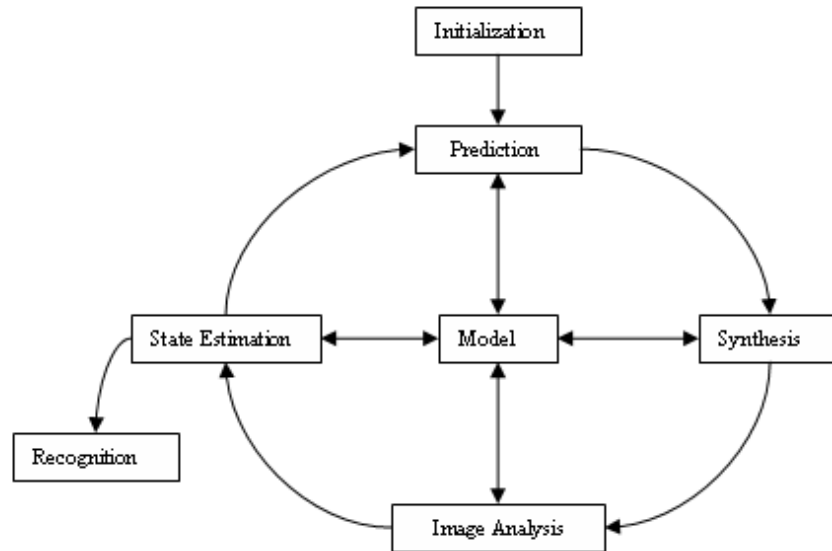 Initialization
Prediction
State Estimation
Model
Synthesis
Recognition
Image Analysis